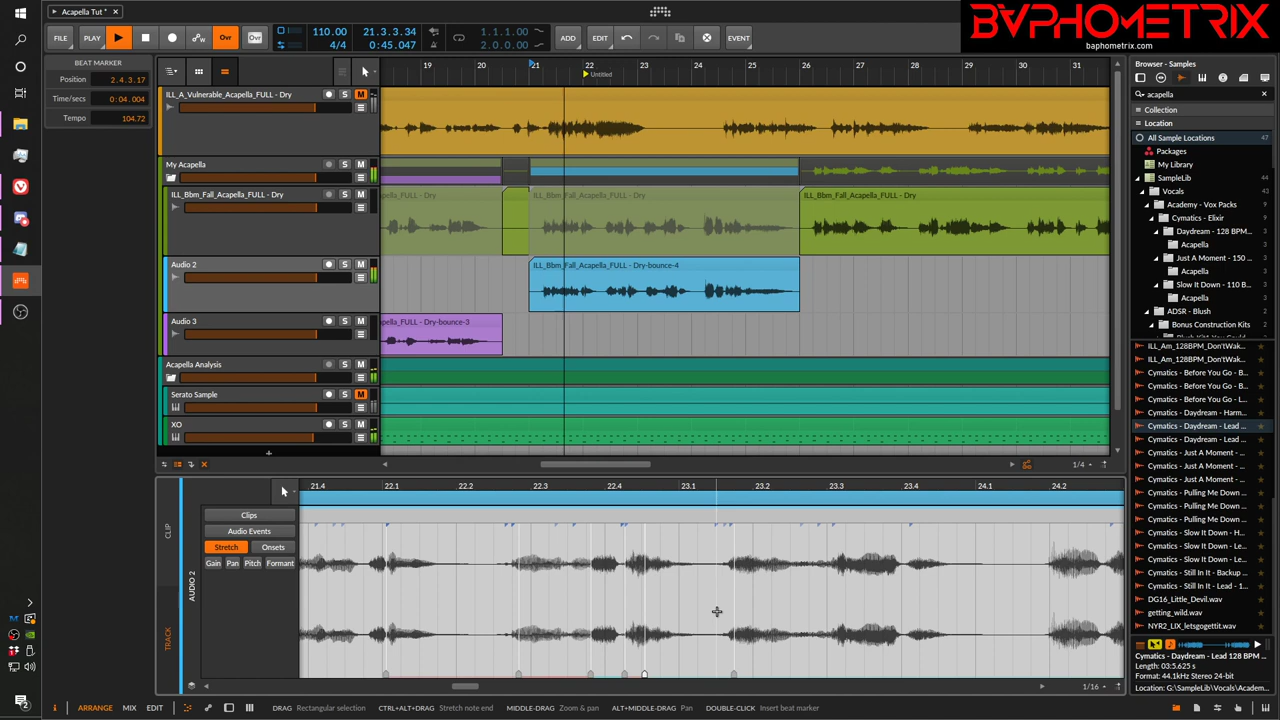 Acapella Tut *
BAPHOMETRIX
baphometrix.com
FILE
PLAY
Ovr
Ovr
110.00
4/4
21.3.3.34
0:45.047
1.1.1.00
2.0.0.00
ADD
EDIT
EVENT
BEAT MARKER
Position 2.4.3.17
Time/secs 0:04.004
Tempo 104.72
19 20 21 22 23 24 25 26 27 28 29 30 31
Untitled
ILL_A_Vulnerable_Acapella_FULL - Dry
S M
My Acapella
S M
ILL_Bbm_Fall_Acapella_FULL - Dry
S M
pella_FULL - Dry
ILL_Bbm_Fall_Acapella_FULL - Dry
ILL_Bbm_Fall_Acapella_FULL - Dry
Audio 2
S M
ILL_Bbm_Fall_Acapella_FULL - Dry-bounce-4
Audio 3
S M
apella_FULL - Dry-bounce-3
Acapella Analysis
S M
Serato Sample
S M
XO
S M
1/4
21.4 22.1 22.2 22.3 22.4 23.1 23.2 23.3 23.4 24.1 24.2
CLIP
TRACK
AUDIO 2
Clips
Audio Events
Stretch Onsets
Gain Pan Pitch Formant
1/16
ARRANGE MIX EDIT
DRAG Rectangular selection
CTRL+ALT+DRAG Stretch note end
MIDDLE-DRAG Zoom & pan
ALT+MIDDLE-DRAG Pan
DOUBLE-CLICK Insert beat marker
Browser - Samples
acapella
Collection
Location
All Sample Locations 47
Packages
My Library
SampleLib 44
Vocals 3
Academy - Vox Packs 3
Cymatics - Elixir 3
Daydream - 128 BPM... 3
Acapella
Just A Moment - 150 ... 3
Acapella
Slow It Down - 110 B... 3
Acapella
ADSR - Blush
Bonus Construction Kits
ILL_Am_128BPM_Don'tWak...
ILL_Am_128BPM_Don'tWak...
Cymatics - Before You Go - B...
Cymatics - Before You Go - B...
Cymatics - Before You Go - L...
Cymatics - Daydream - Harm...
Cymatics - Daydream - Lead ...
Cymatics - Daydream - Lead ...
Cymatics - Just A Moment - ...
Cymatics - Just A Moment - ...
Cymatics - Just A Moment - ...
Cymatics - Pulling Me Down ...
Cymatics - Pulling Me Down ...
Cymatics - Pulling Me Down ...
Cymatics - Slow It Down - H...
Cymatics - Slow It Down - Le...
Cymatics - Slow It Down - Le...
Cymatics - Still In It - Backup ...
Cymatics - Still In It - Lead - 1...
DG16_Little_Devil.wav
getting_wild.wav
NYR2_LIX_letsgogettit.wav
Cymatics - Daydream - Lead 128 BPM ...
Length: 03:5.625 s
Format: 44.1kHz Stereo 24-bit
Location: G:\SampleLib\Vocals\Academ...